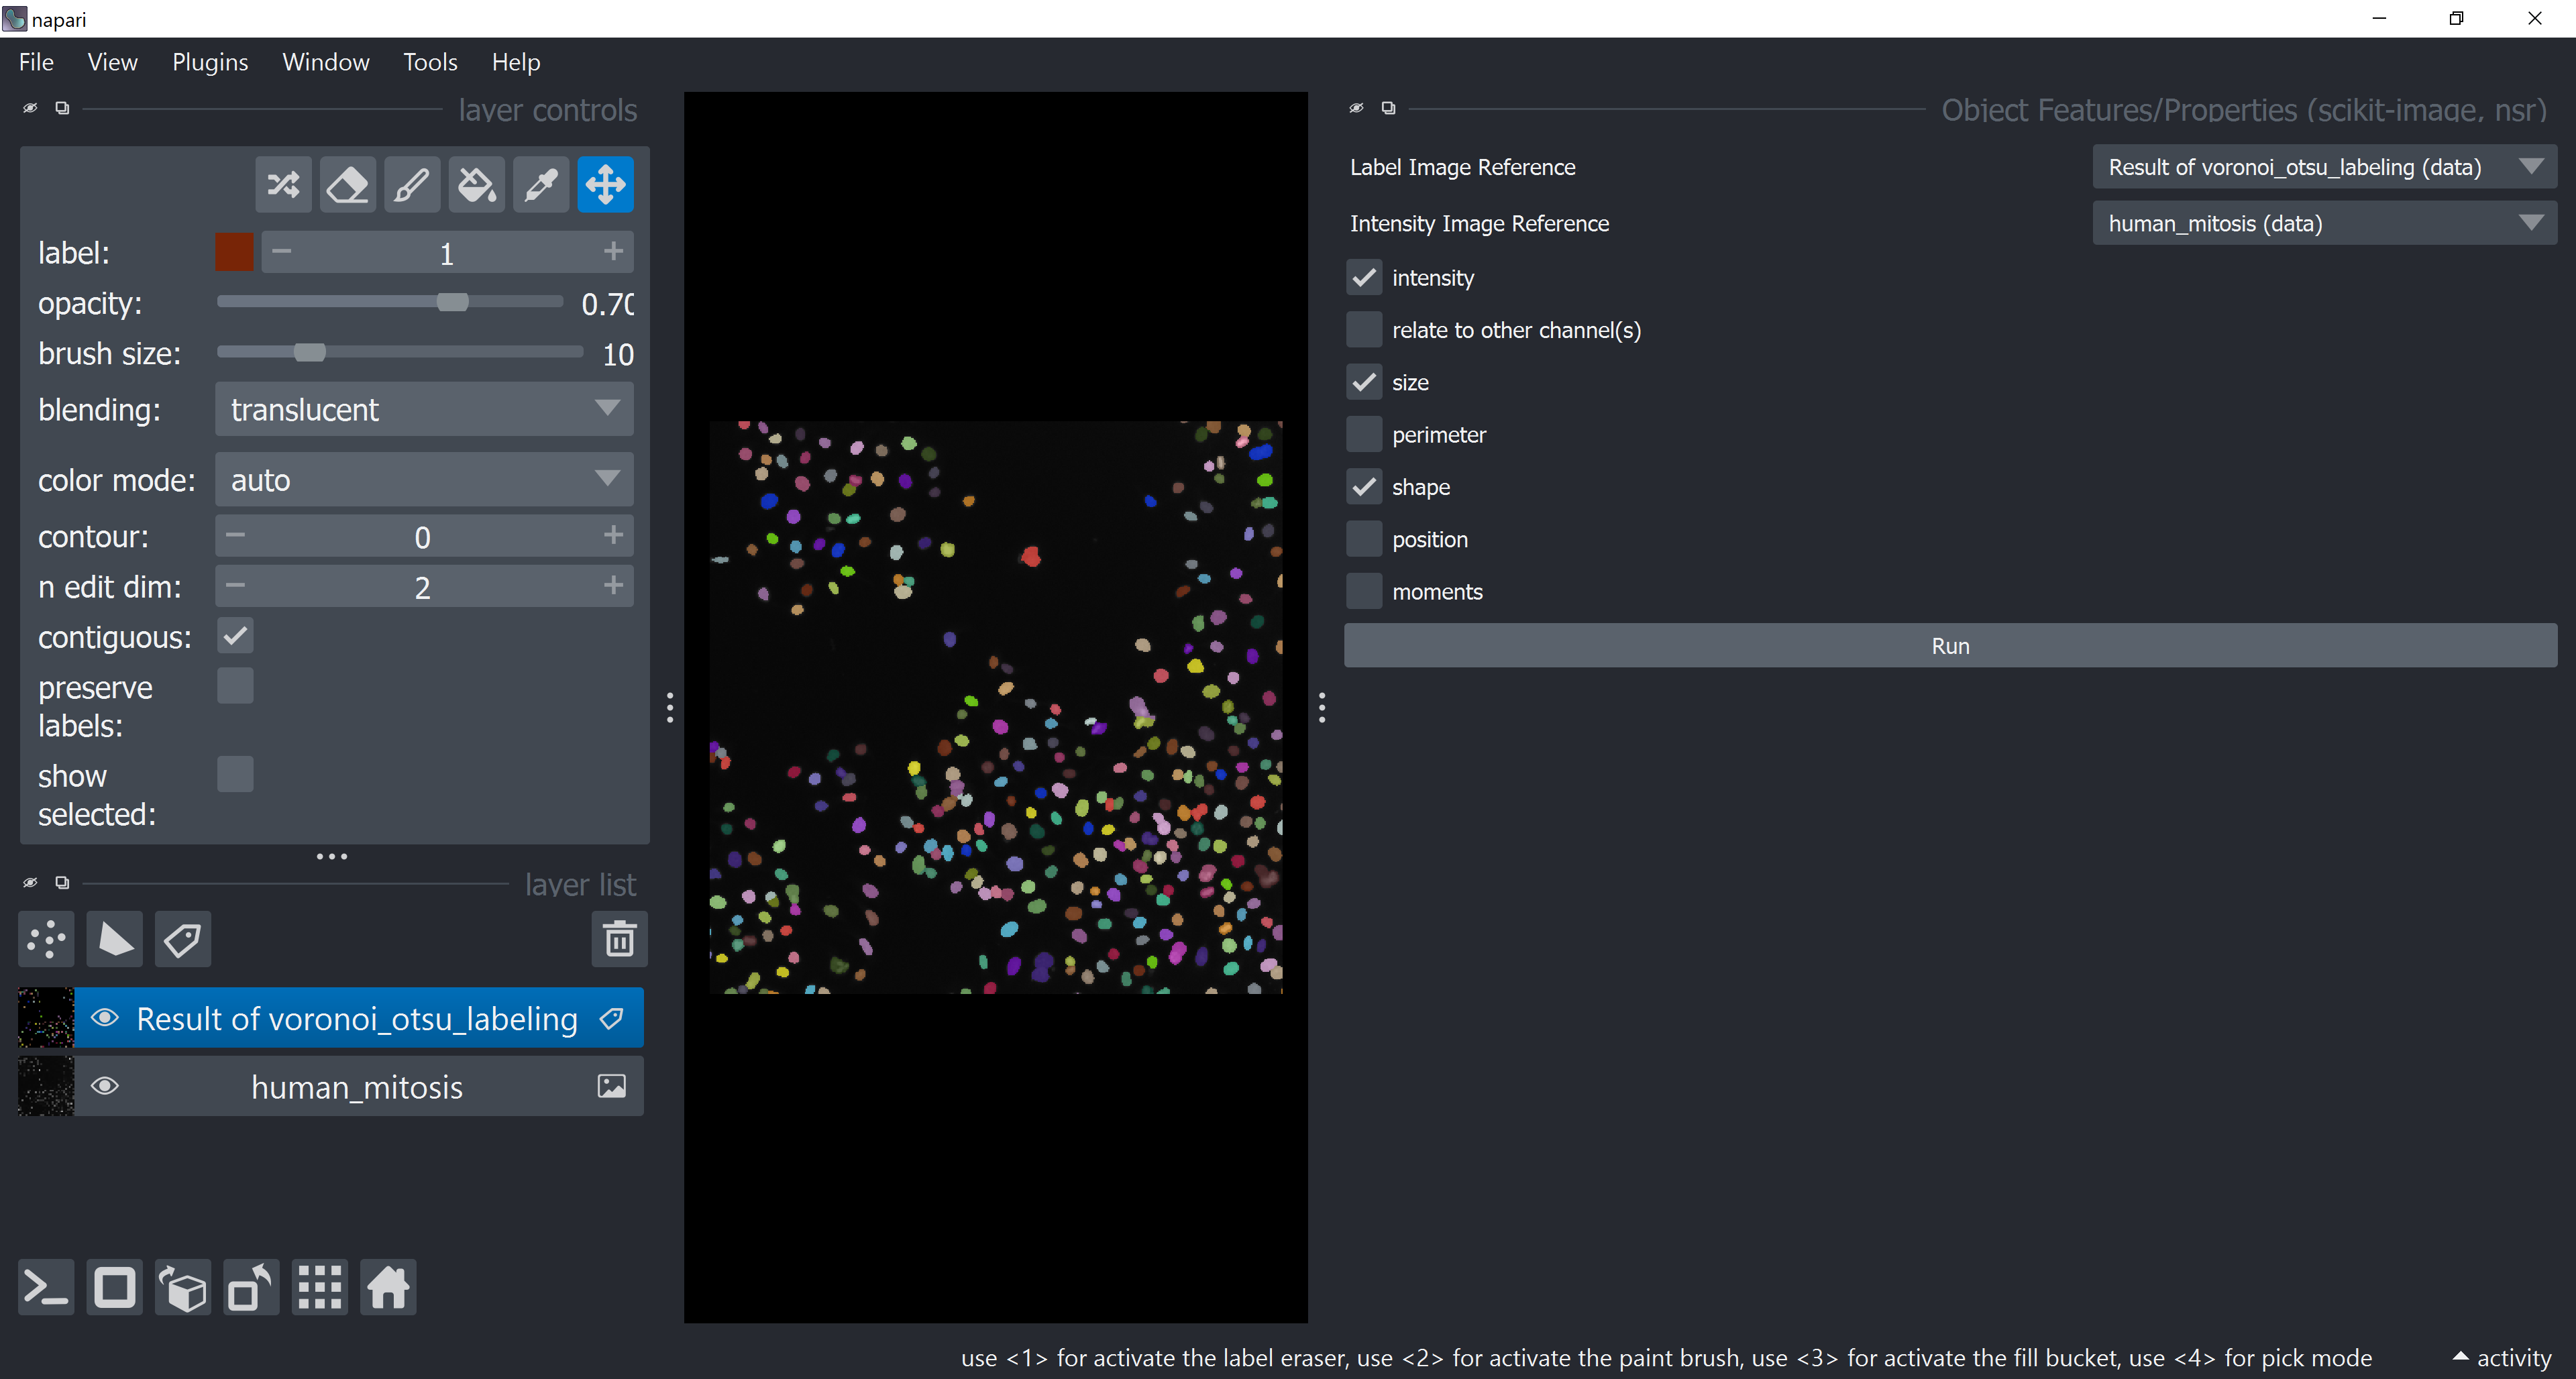 napari
File View Plugins Window Tools Help
layer controls
label: 1
opacity: 0.70
brush size: 10
blending: translucent
color mode: auto
contour: 0
n edit dim: 2
contiguous:
preserve
labels:
show
selected:
layer list
Result of voronoi_otsu_labeling
human_mitosis
Object Features/Properties (scikit-image, nsr)
Label Image Reference Result of voronoi_otsu_labeling (data)
Intensity Image Reference human_mitosis (data)
intensity
relate to other channel(s)
size
perimeter
shape
position
moments
Run
use <1> for activate the label eraser, use <2> for activate the paint brush, use <3> for activate the fill bucket, use <4> for pick mode
activity